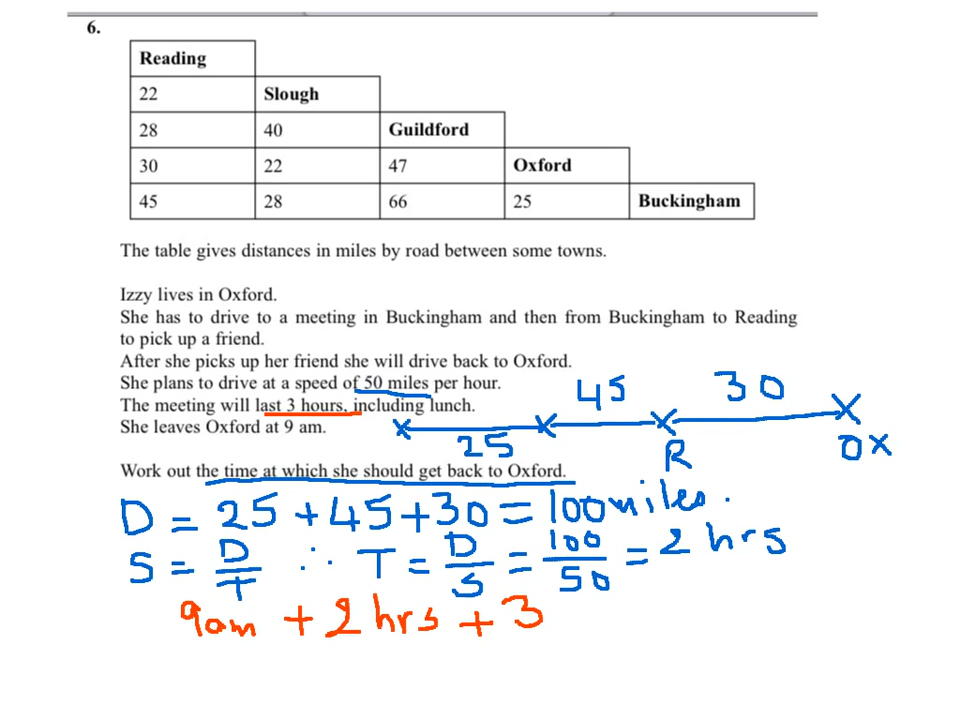 6.
Reading
22 Slough
28 40 Guildford
30 22 47 Oxford
45 28 66 25 Buckingham
The table gives distances in miles by road between some towns.
Izzy lives in Oxford.
She has to drive to a meeting in Buckingham and then from Buckingham to Reading
to pick up a friend.
After she picks up her friend she will drive back to Oxford.
She plans to drive at a speed of 50 miles per hour.
The meeting will last 3 hours, including lunch.
She leaves Oxford at 9 am.
25 45 30
R OX
Work out the time at which she should get back to Oxford.
D = 25 + 45 + 30 = 100 miles.
S = D/T ∴ T = D/S = 100/50 = 2 hrs
9am + 2 hrs + 3